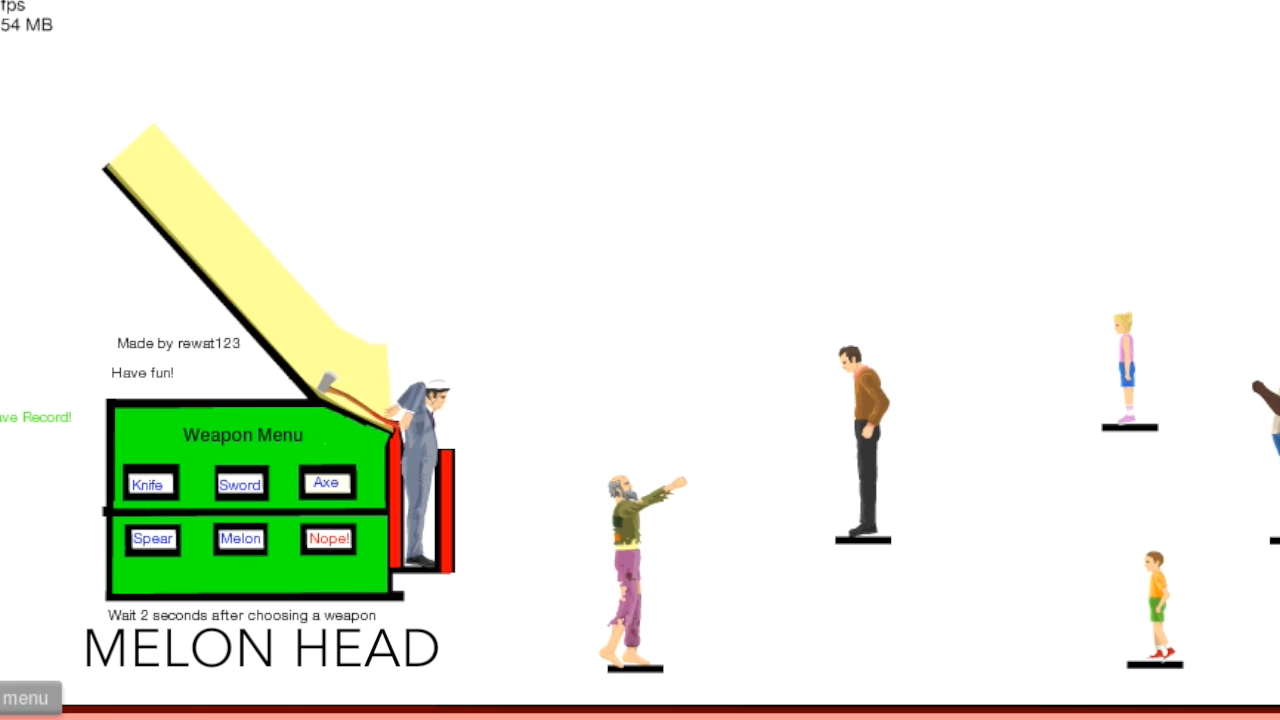 fps
54 MB
Made by rewat123
Have fun!
ave Record!
Weapon Menu
Knife Sword Axe
Spear Melon Nope!
Wait 2 seconds after choosing a weapon
MELON HEAD
menu